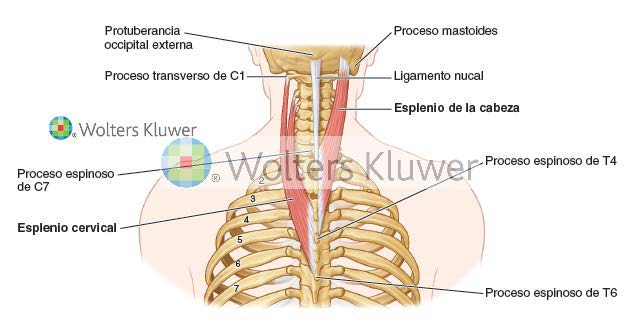 Protuberancia
occipital externa
Proceso mastoides
Proceso transverso de C1
Ligamento nucal
Esplenio de la cabeza
® Wolters Kluwer
® Wolters Kluwer
Proceso espinoso
de C7
Proceso espinoso de T4
2
3
4
5
6
7
Esplenio cervical
Proceso espinoso de T6